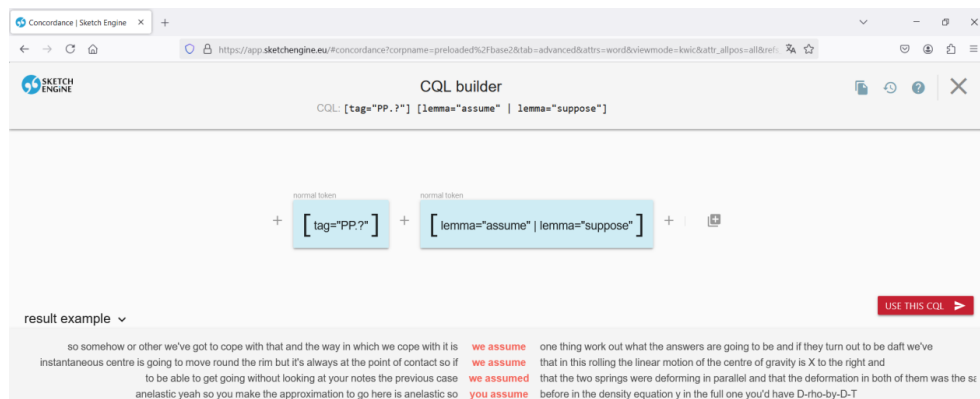 Concordance | Sketch Engine
https://app.sketchengine.eu/#concordance?corpname=preloaded%2Fbase2&tab=advanced&attrs=word&viewmode=kwic&attr_allpos=all&refs
SKETCH
ENGINE
CQL builder
CQL: [tag="PP.?"] [lemma="assume" | lemma="suppose"]
normal token normal token
[ tag="PP.?" ] [ lemma="assume" | lemma="suppose" ]
USE THIS CQL
result example
so somehow or other we've got to cope with that and the way in which we cope with it is we assume one thing work out what the answers are going to be and if they turn out to be daft we've
instantaneous centre is going to move round the rim but it's always at the point of contact so if we assume that in this rolling the linear motion of the centre of gravity is X to the right and
to be able to get going without looking at your notes the previous case we assumed that the two springs were deforming in parallel and that the deformation in both of them was the sa
anelastic yeah so you make the approximation to go here is anelastic so you assume before in the density equation y in the full one you'd have D-rho-by-D-T